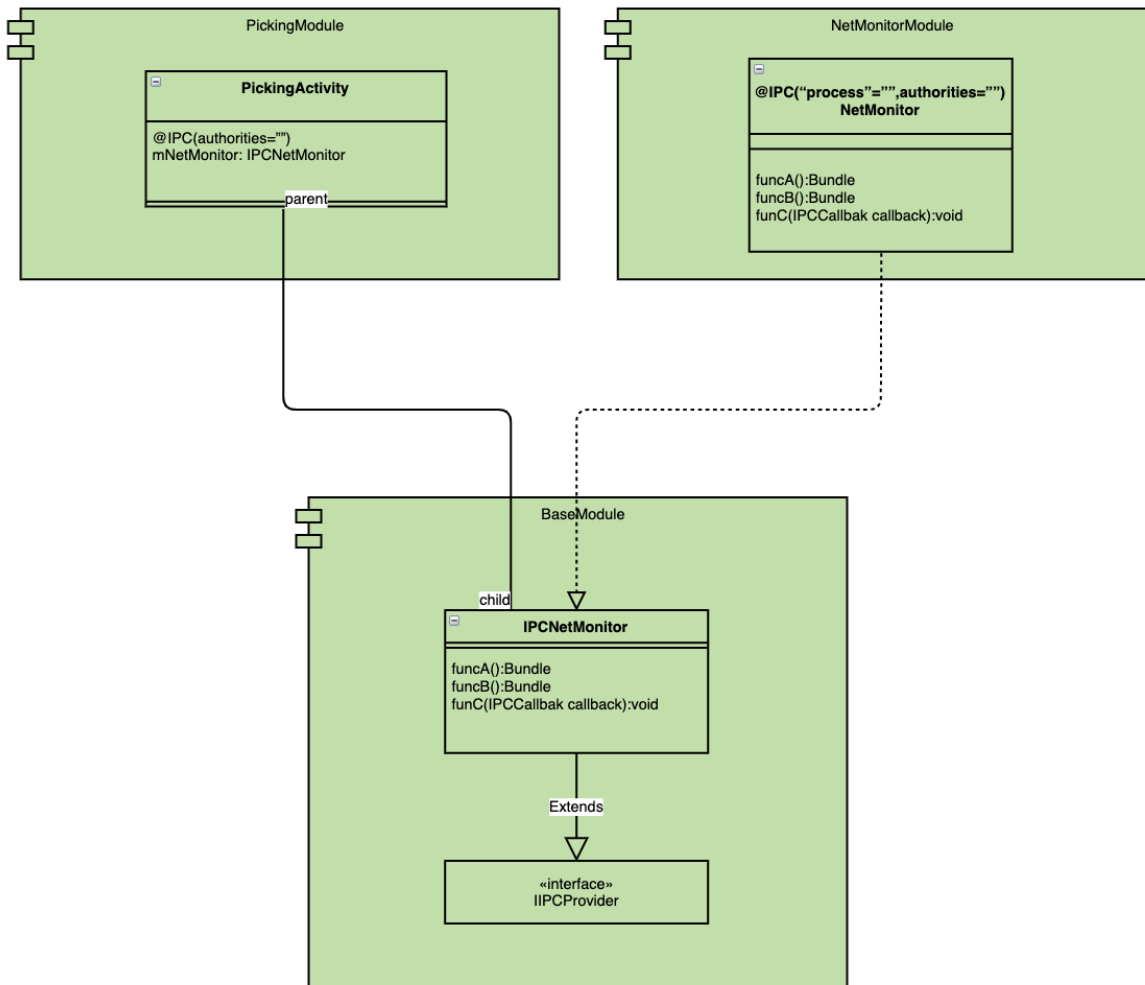 PickingModule
PickingActivity
@IPC(authorities=””)
mNetMonitor: IPCNetMonitor
parent
NetMonitorModule
@IPC(“process”=””,authorities=””)
NetMonitor
funcA():Bundle
funcB():Bundle
funC(IPCCallbak callback):void
BaseModule
child
IPCNetMonitor
funcA():Bundle
funcB():Bundle
funC(IPCCallbak callback):void
Extends
«interface»
IIPCProvider